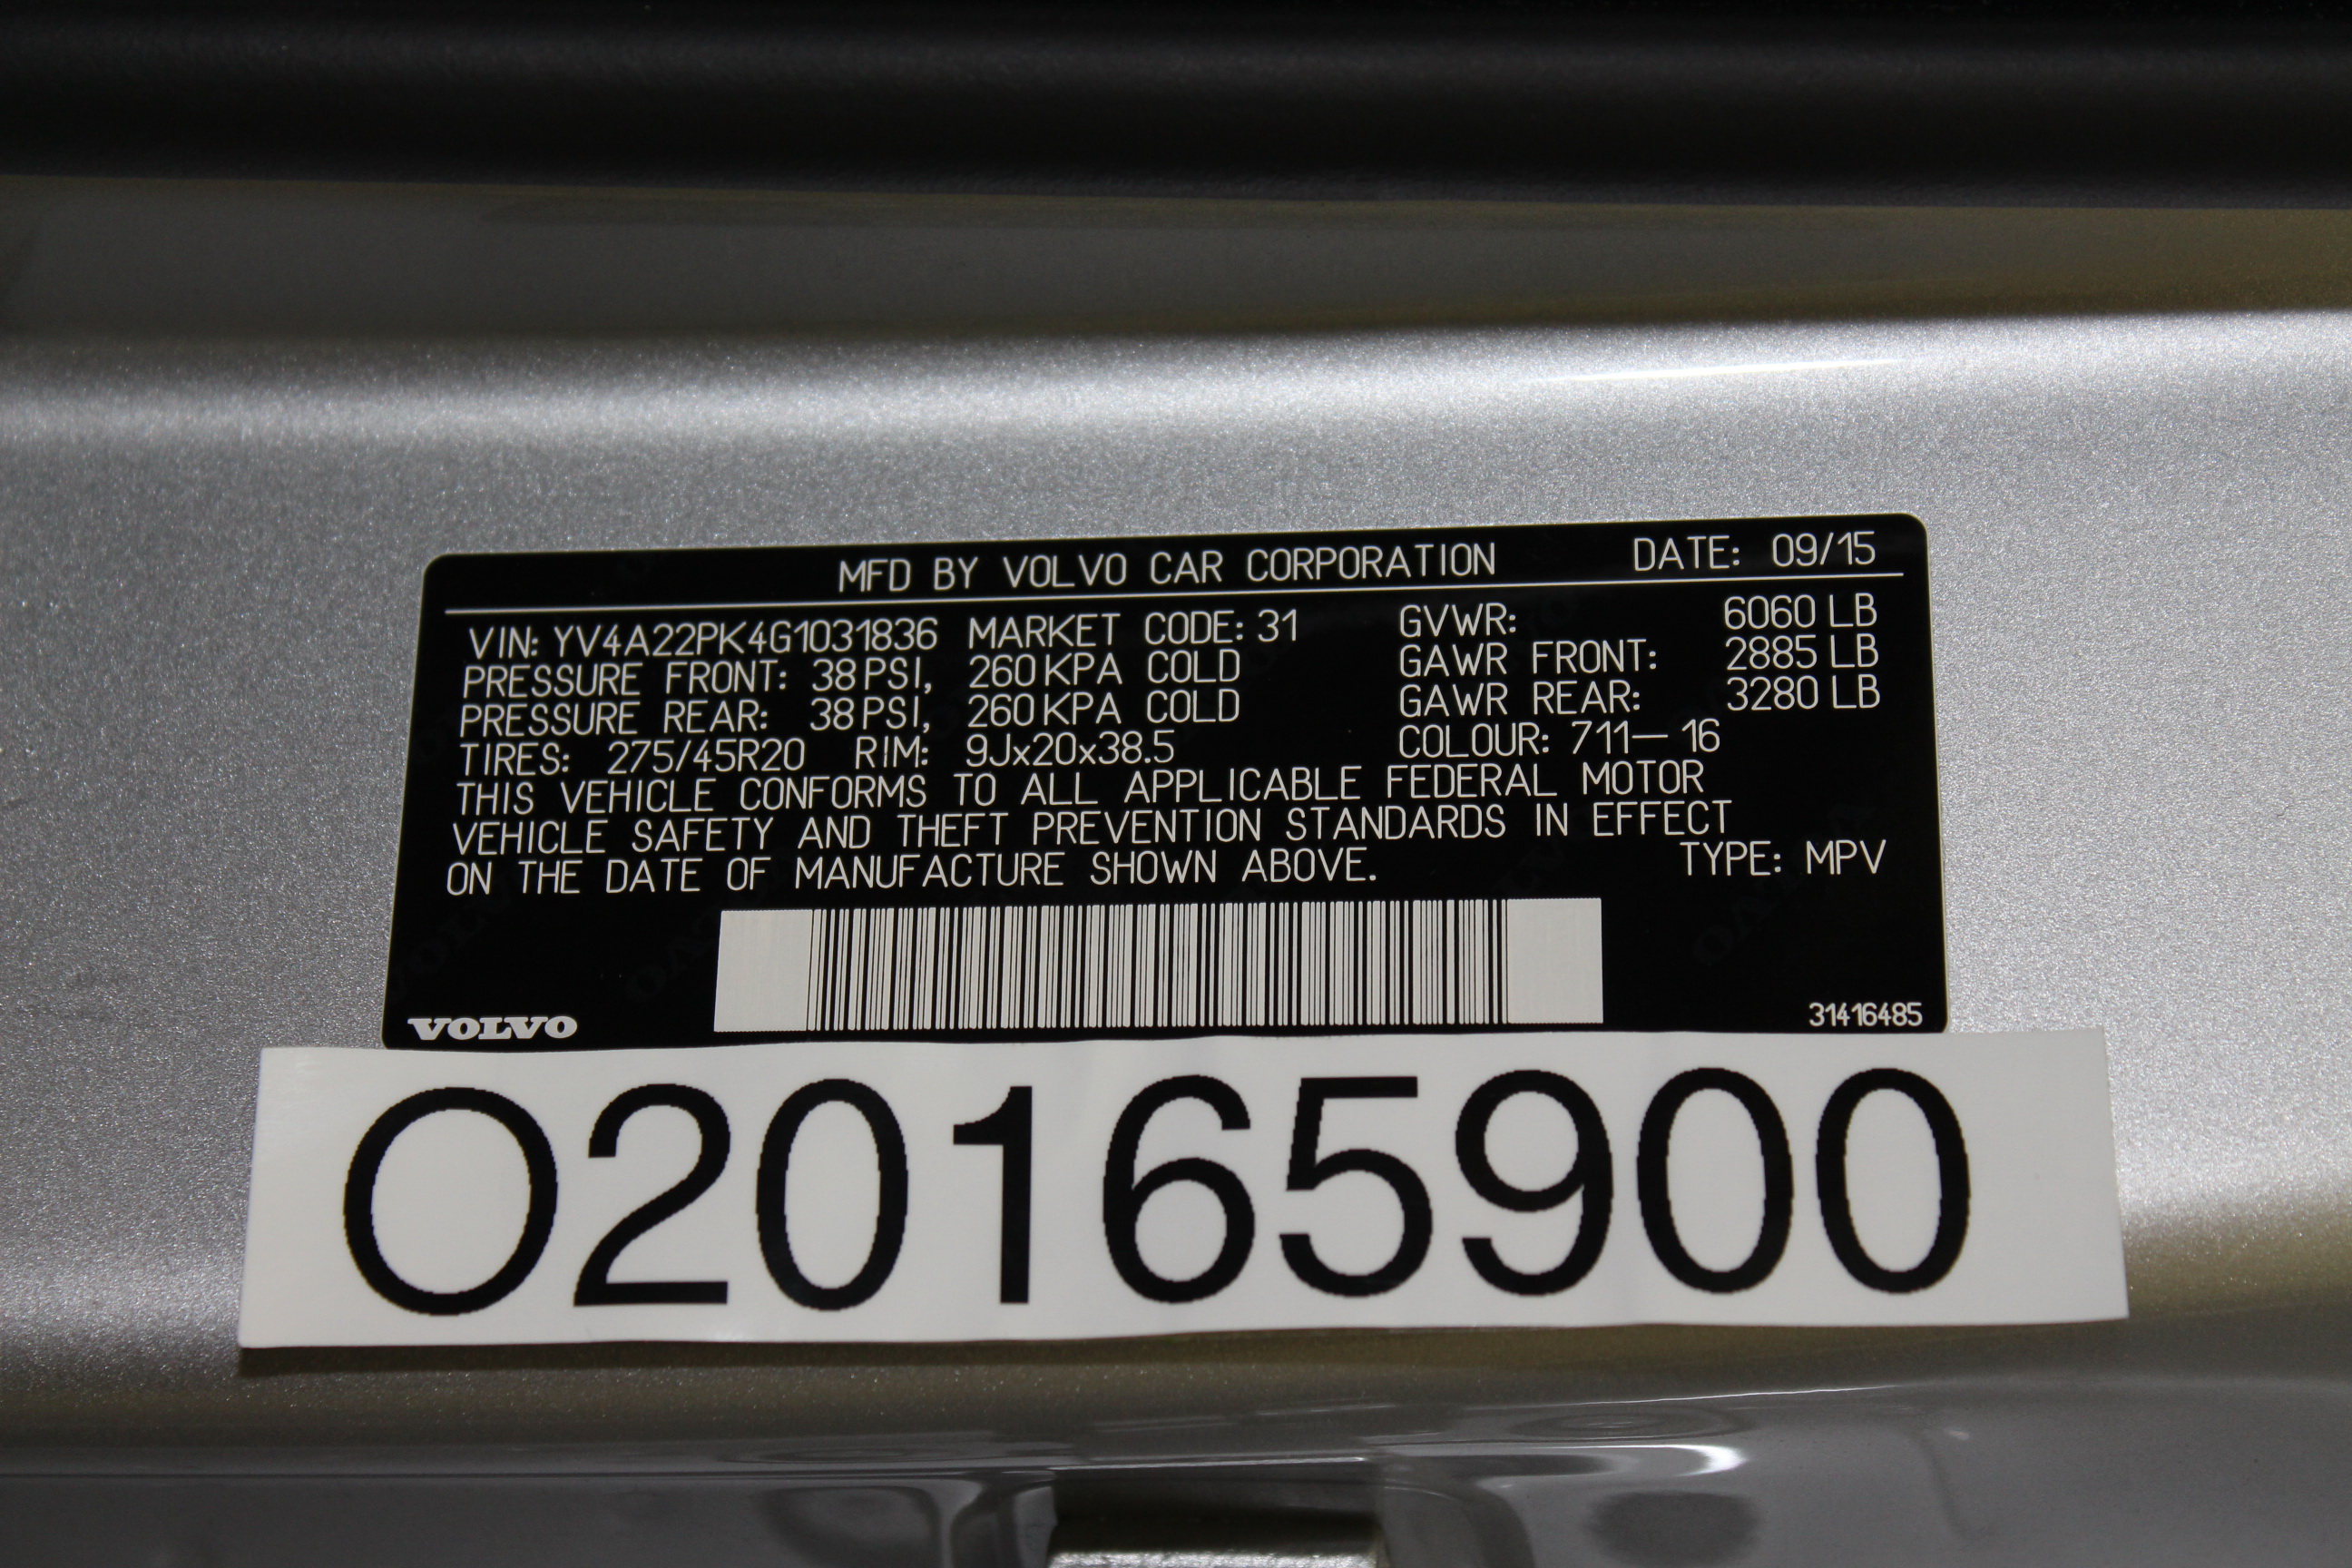 MFD BY VOLVO CAR CORPORATION DATE: 09/15
VIN: YV4A22PK4G1031836 MARKET CODE: 31 GVWR: 6060 LB
PRESSURE FRONT: 38 PSI, 260 KPA COLD GAWR FRONT: 2885 LB
PRESSURE REAR: 38 PSI, 260 KPA COLD GAWR REAR: 3280 LB
TIRES: 275/45R20 RIM: 9Jx20x38.5 COLOUR: 711-16
THIS VEHICLE CONFORMS TO ALL APPLICABLE FEDERAL MOTOR
VEHICLE SAFETY AND THEFT PREVENTION STANDARDS IN EFFECT
ON THE DATE OF MANUFACTURE SHOWN ABOVE. TYPE: MPV
VOLVO 31416485
O20165900